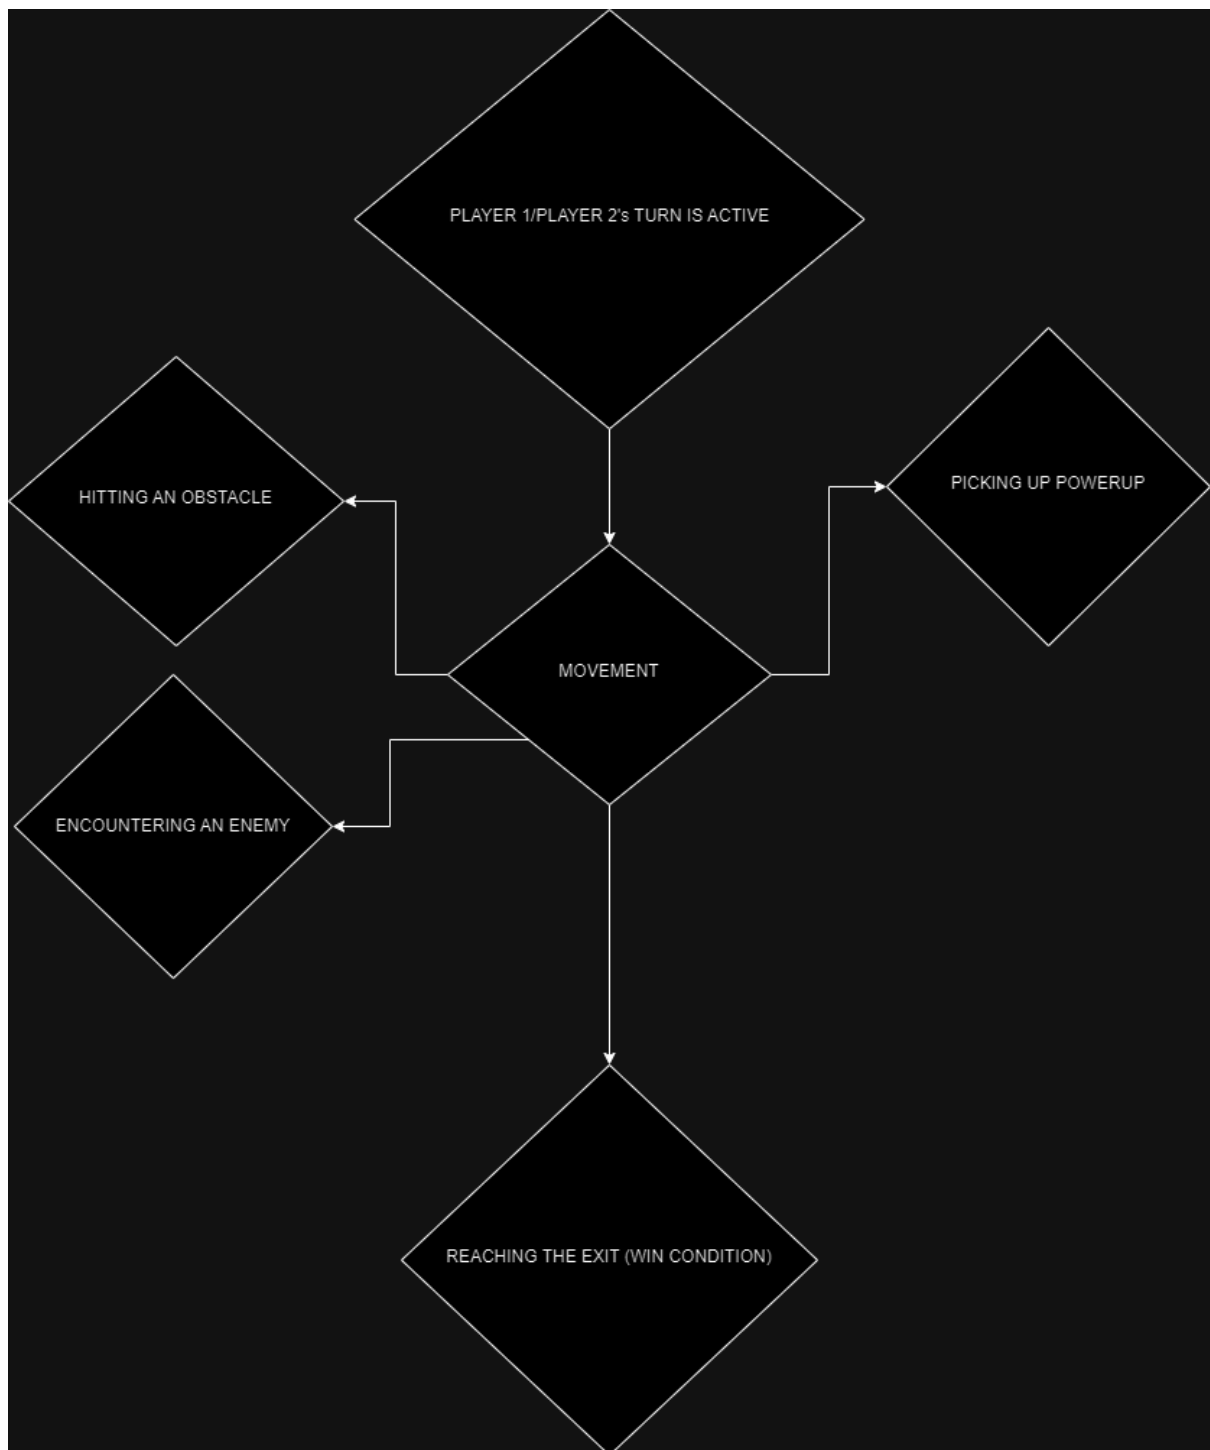 PLAYER 1/PLAYER 2's TURN IS ACTIVE
HITTING AN OBSTACLE
PICKING UP POWERUP
MOVEMENT
ENCOUNTERING AN ENEMY
REACHING THE EXIT (WIN CONDITION)